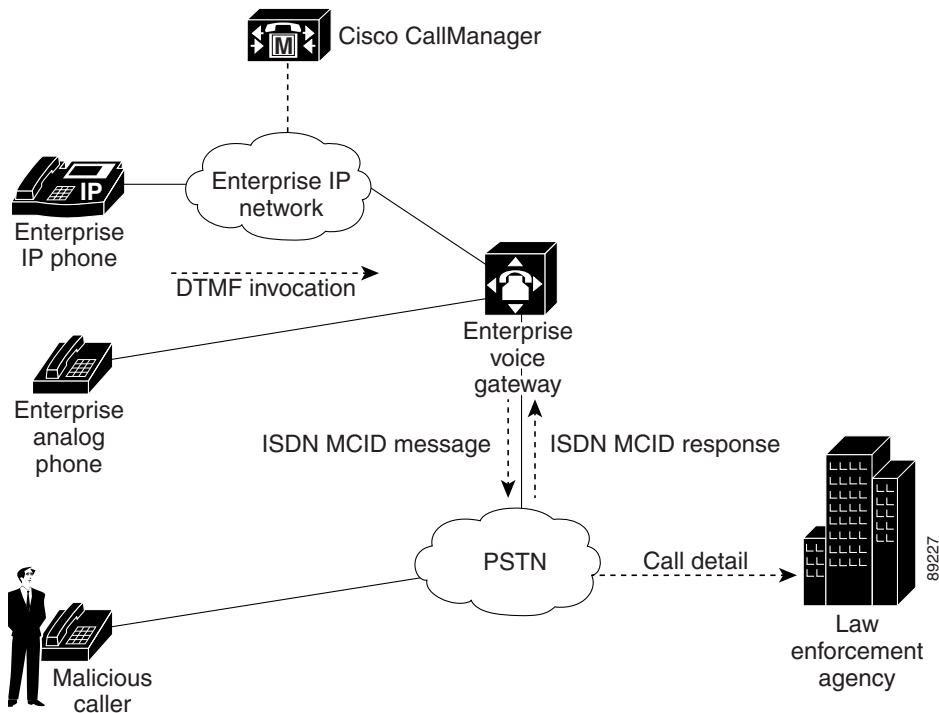 M
Cisco CallManager
IP
Enterprise IP
network
Enterprise
IP phone
DTMF invocation
Enterprise
voice
gateway
Enterprise
analog
phone
ISDN MCID message
ISDN MCID response
PSTN
Call detail
89227
Law
enforcement
agency
Malicious
caller